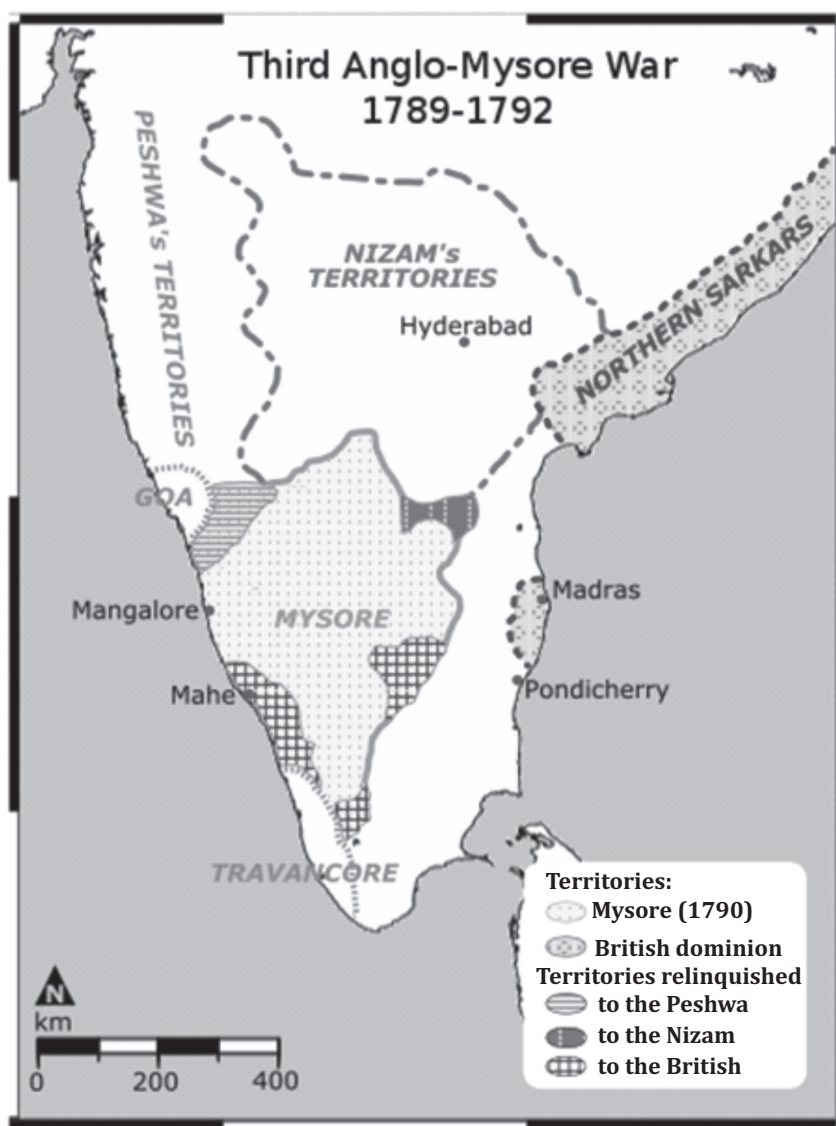 Third Anglo-Mysore War
1789-1792
PESHWA's TERRITORIES
NIZAM's
TERRITORIES
Hyderabad
NORTHERN SARKARS
GOA
Mangalore
MYSORE
Madras
Mahe
Pondicherry
TRAVANCORE
Territories:
Mysore (1790)
British dominion
Territories relinquished
to the Peshwa
to the Nizam
to the British
N
km
0 200 400